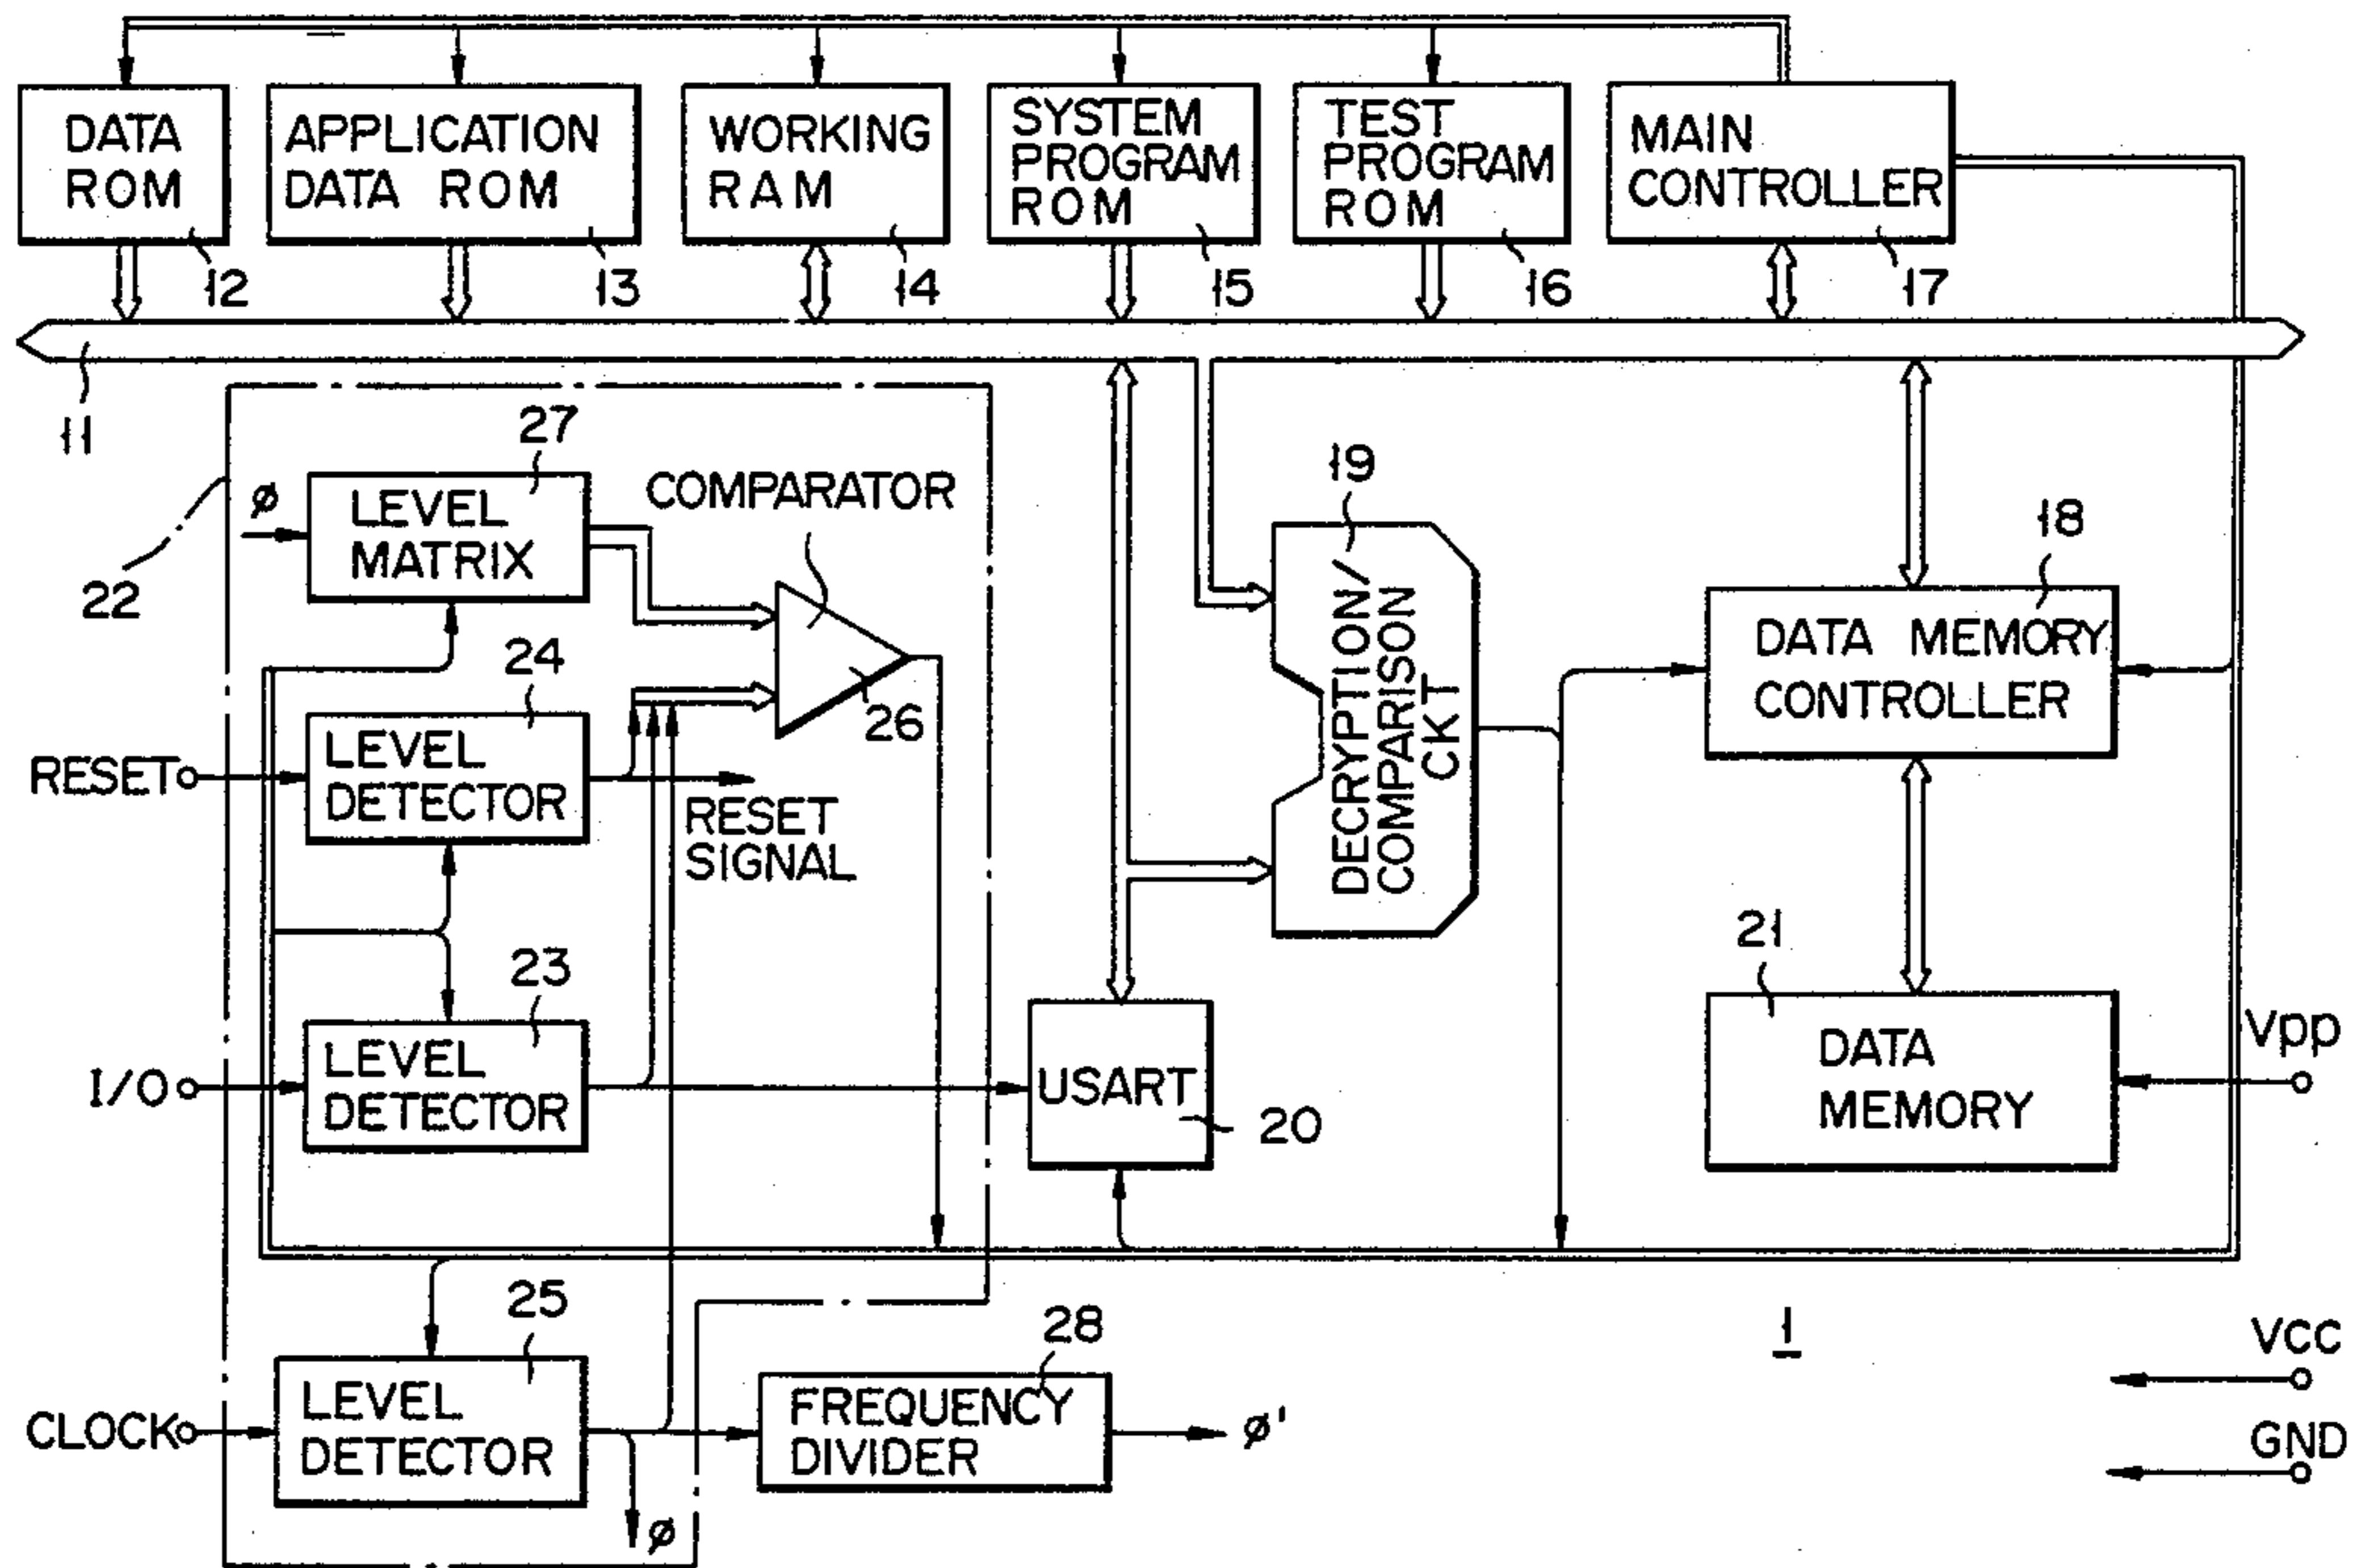 DATA
ROM
12
APPLICATION
DATA ROM
13
WORKING
RAM
14
SYSTEM
PROGRAM
ROM
15
TEST
PROGRAM
ROM
16
MAIN
CONTROLLER
17
11
22
27
ø
LEVEL
MATRIX
COMPARATOR
26
24
RESET
LEVEL
DETECTOR
RESET
SIGNAL
23
I/O
LEVEL
DETECTOR
USART
20
19
DECRYPTION/
COMPARISON
CKT
18
DATA MEMORY
CONTROLLER
21
DATA
MEMORY
Vpp
25
CLOCK
LEVEL
DETECTOR
ø
28
FREQUENCY
DIVIDER
ø'
1
VCC
GND